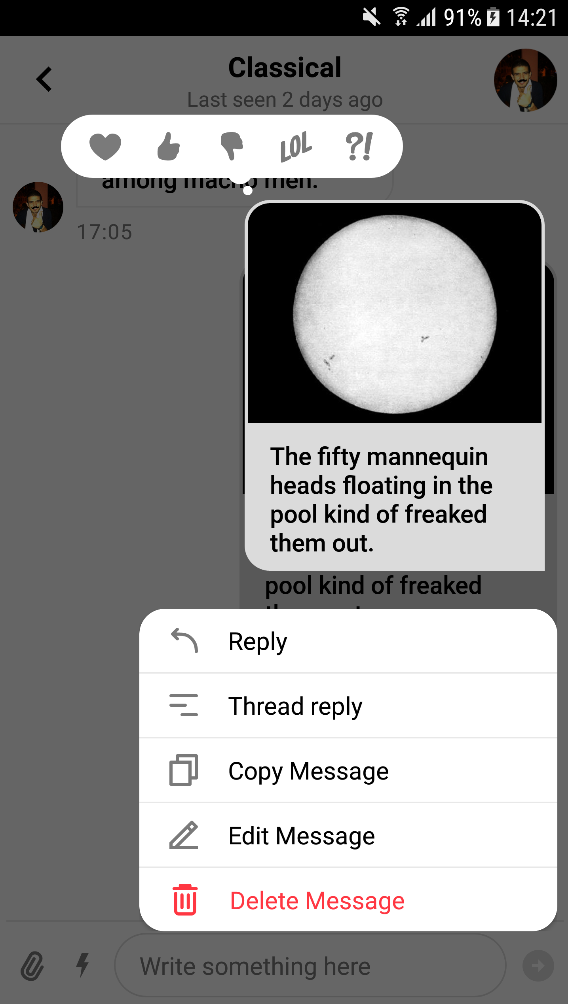 91% 14:21
Classical
Last seen 2 days ago
LOL ?!
among macho men.
17:05
The fifty mannequin
heads floating in the
pool kind of freaked
them out.
pool kind of freaked
Reply
Thread reply
Copy Message
Edit Message
Delete Message
Write something here